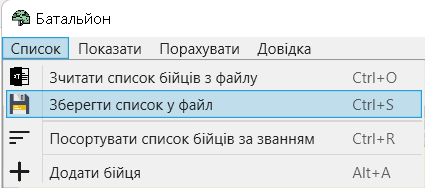 Батальйон
Список Показати Порахувати Довідка
Зчитати список бійців з файлу Ctrl+O
Зберегти список у файл Ctrl+S
Посортувати список бійців за званням Ctrl+R
Додати бійця Alt+A